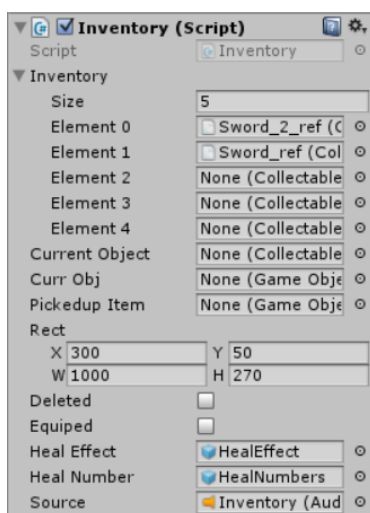 Inventory (Script)
Script Inventory
Inventory
Size 5
Element 0 Sword_2_ref (C
Element 1 Sword_ref (Col
Element 2 None (Collectable
Element 3 None (Collectable
Element 4 None (Collectable
Current Object None (Collectable
Curr Obj None (Game Obje
Pickedup Item None (Game Obje
Rect
X 300 Y 50
W 1000 H 270
Deleted
Equiped
Heal Effect HealEffect
Heal Number HealNumbers
Source Inventory (Aud